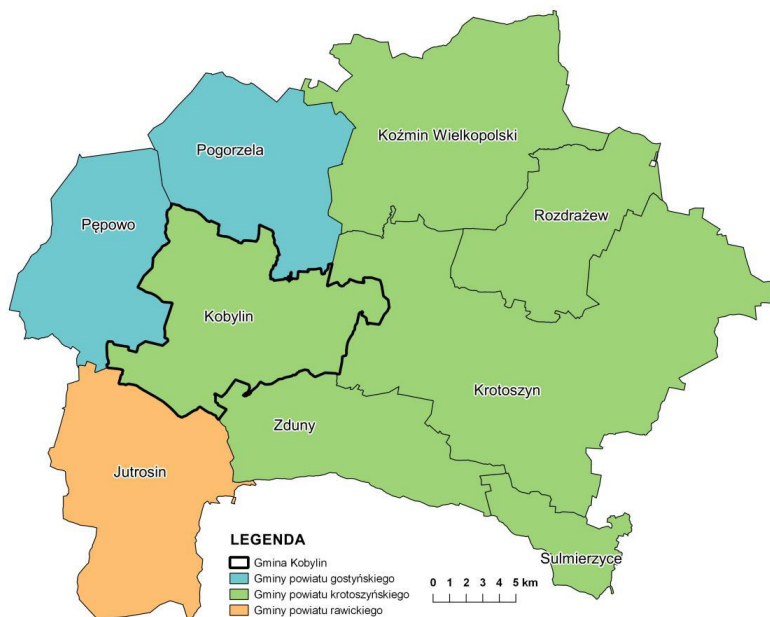 Pogorzela
Koźmin Wielkopolski
Rozdrażew
Pępowo
Kobylin
Krotoszyn
Zduny
Jutrosin
Sulmierzyce
LEGENDA
Gmina Kobylin
Gminy powiatu gostyńskiego
Gminy powiatu krotoszyńskiego
Gminy powiatu rawickiego
0 1 2 3 4 5 km